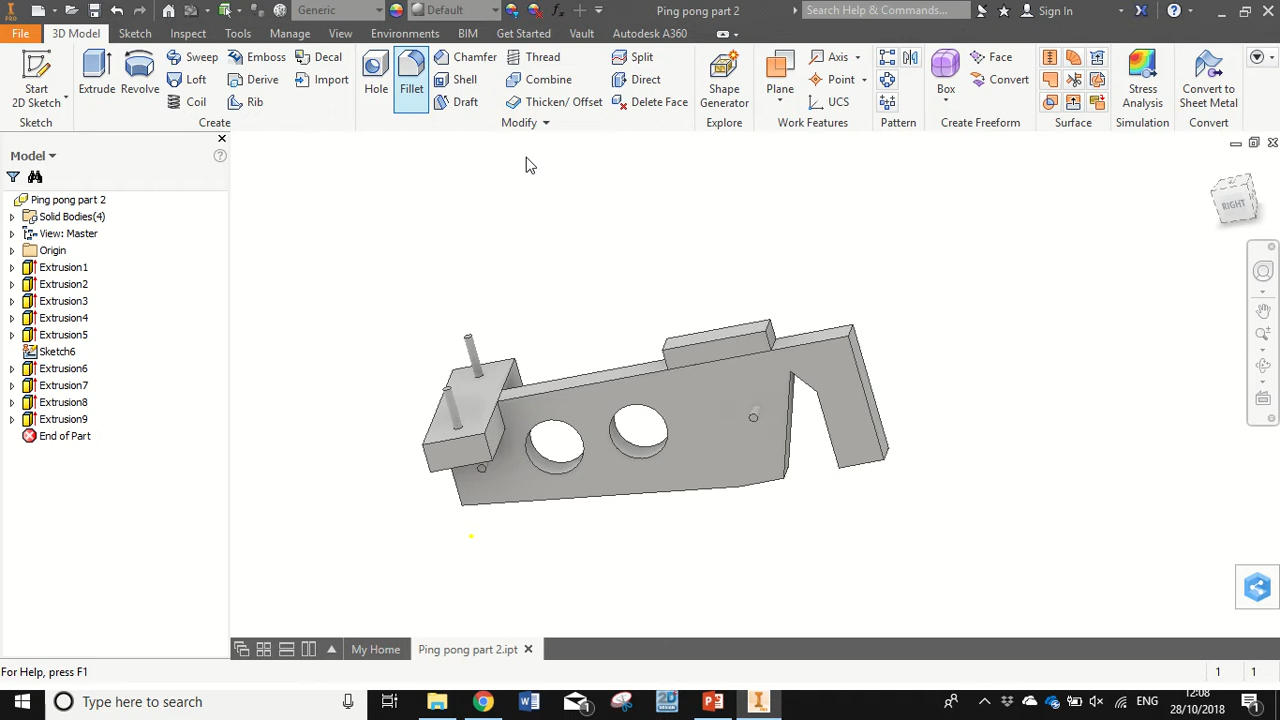 PRO
Generic
Default
fx
Ping pong part 2
Search Help & Commands...
Sign In
File
3D Model
Sketch
Inspect
Tools
Manage
View
Environments
BIM
Get Started
Vault
Autodesk A360
Start
2D Sketch
Sketch
Extrude
Revolve
Sweep
Loft
Coil
Emboss
Derive
Rib
Decal
Import
Create
Hole
Fillet
Chamfer
Shell
Draft
Thread
Combine
Thicken/ Offset
Split
Direct
Delete Face
Modify
Shape
Generator
Explore
Plane
Axis
Point
UCS
Work Features
Pattern
Box
Face
Convert
Create Freeform
Surface
Stress
Analysis
Simulation
Convert to
Sheet Metal
Convert
Model
Ping pong part 2
Solid Bodies(4)
View: Master
Origin
Extrusion1
Extrusion2
Extrusion3
Extrusion4
Extrusion5
Sketch6
Extrusion6
Extrusion7
Extrusion8
Extrusion9
End of Part
RIGHT
My Home
Ping pong part 2.ipt
For Help, press F1
1
1
Type here to search
1
2D
DESIGN
ENG
12:08
28/10/2018
1